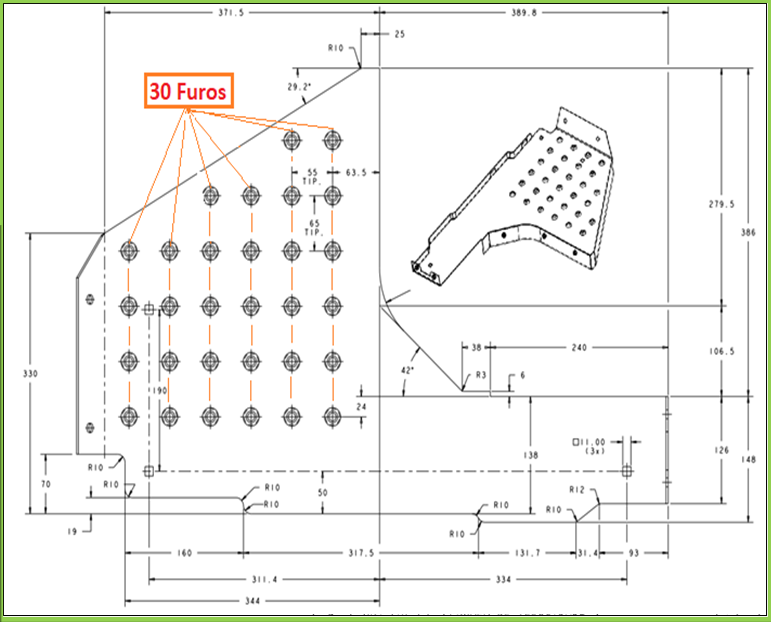 371.5
389.8
25
R10
29.2°
30 Furos
55
TIP.
63.5
65
TIP.
279.5
386
330
190
38
240
R3
6
42°
106.5
24
138
□11.00
(3x)
126
148
R10
R10
70
R10
R10
50
R10
R12
R10
R10
19
160
317.5
131.7
31.4
93
311.4
334
344